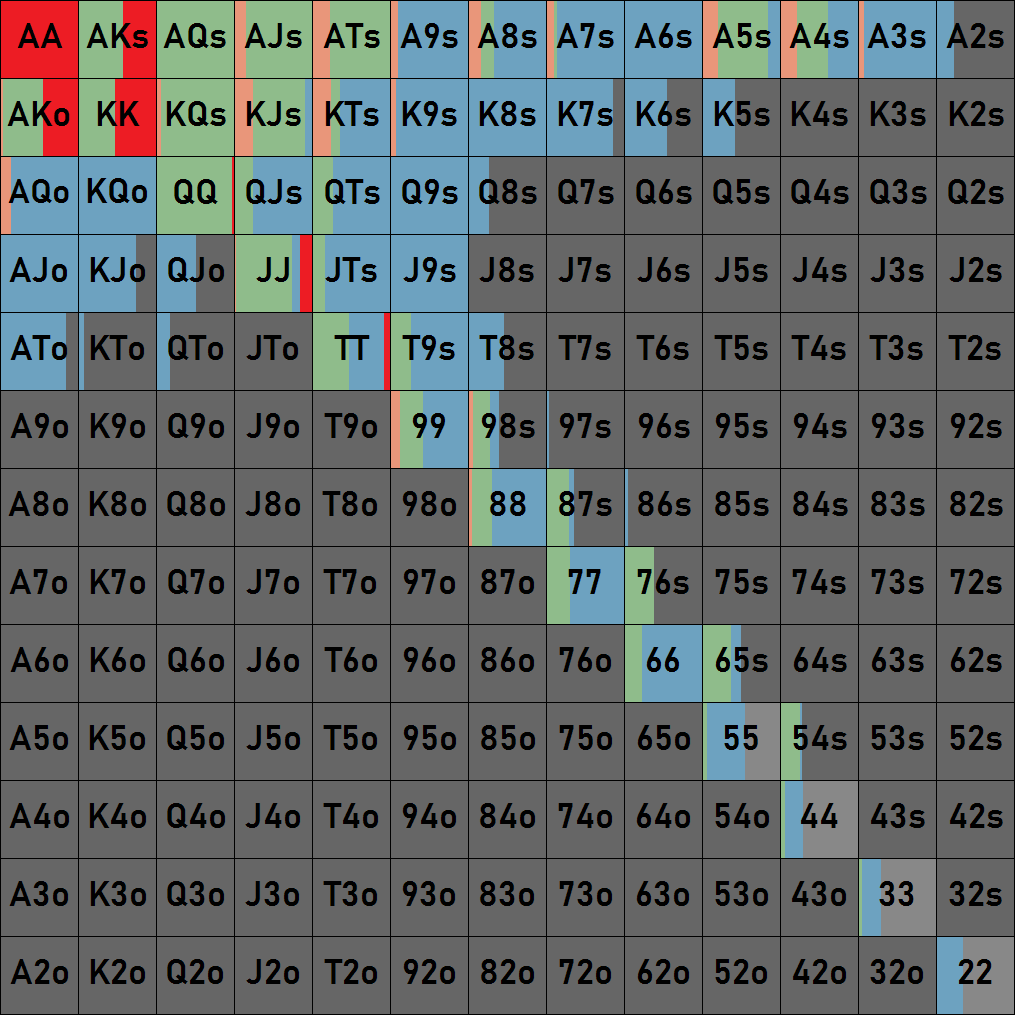 AA AKs AQs AJs ATs A9s A8s A7s A6s A5s A4s A3s A2s
AKo KK KQs KJs KTs K9s K8s K7s K6s K5s K4s K3s K2s
AQo KQo QQ QJs QTs Q9s Q8s Q7s Q6s Q5s Q4s Q3s Q2s
AJo KJo QJo JJ JTs J9s J8s J7s J6s J5s J4s J3s J2s
ATo KTo QTo JTo TT T9s T8s T7s T6s T5s T4s T3s T2s
A9o K9o Q9o J9o T9o 99 98s 97s 96s 95s 94s 93s 92s
A8o K8o Q8o J8o T8o 98o 88 87s 86s 85s 84s 83s 82s
A7o K7o Q7o J7o T7o 97o 87o 77 76s 75s 74s 73s 72s
A6o K6o Q6o J6o T6o 96o 86o 76o 66 65s 64s 63s 62s
A5o K5o Q5o J5o T5o 95o 85o 75o 65o 55 54s 53s 52s
A4o K4o Q4o J4o T4o 94o 84o 74o 64o 54o 44 43s 42s
A3o K3o Q3o J3o T3o 93o 83o 73o 63o 53o 43o 33 32s
A2o K2o Q2o J2o T2o 92o 82o 72o 62o 52o 42o 32o 22